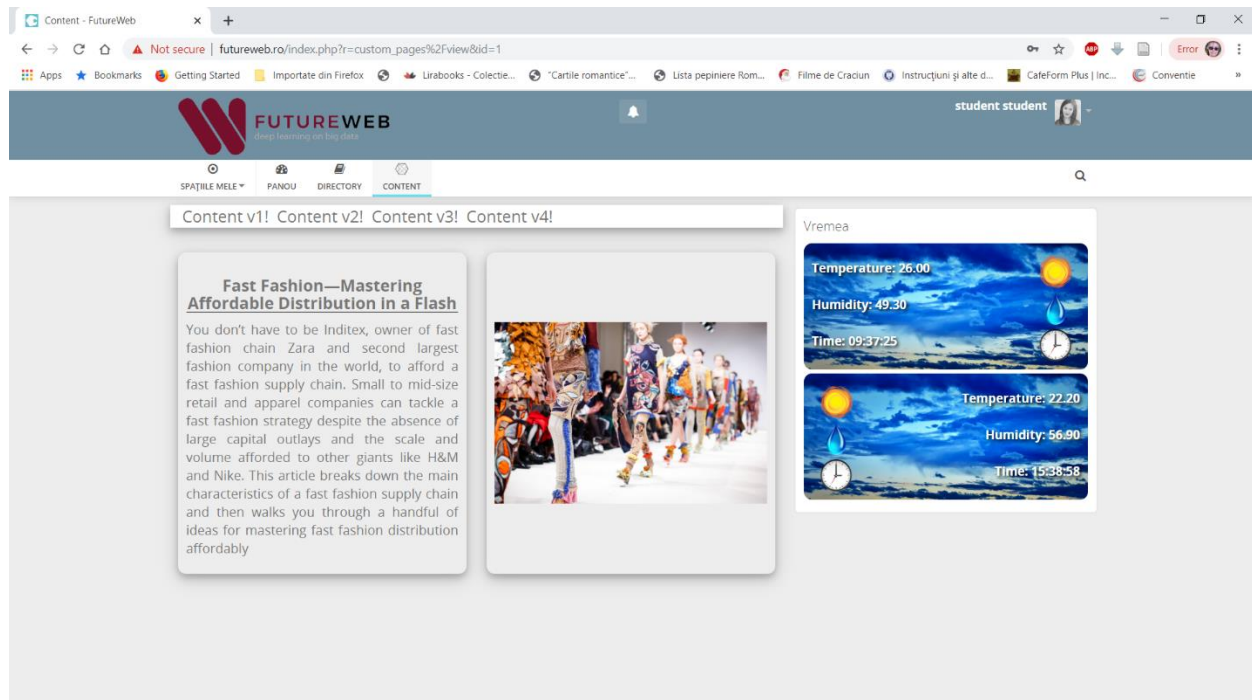 Content - FutureWeb
Not secure | futureweb.ro/index.php?r=custom_pages%2Fview&id=1
ABP
Error
Apps Bookmarks Getting Started Importate din Firefox Lirabooks - Colectie... "Cartile romantice"... Lista pepiniere Rom... Filme de Craciun Instrucțiuni și alte d... CafeForm Plus | Inc... Conventie »
FUTUREWEB
deep learning on big data
student student
SPAȚIILE MELE PANOU DIRECTORY CONTENT
Content v1! Content v2! Content v3! Content v4!
Fast Fashion—Mastering
Affordable Distribution in a Flash
You don't have to be Inditex, owner of fast
fashion chain Zara and second largest
fashion company in the world, to afford a
fast fashion supply chain. Small to mid-size
retail and apparel companies can tackle a
fast fashion strategy despite the absence of
large capital outlays and the scale and
volume afforded to other giants like H&M
and Nike. This article breaks down the main
characteristics of a fast fashion supply chain
and then walks you through a handful of
ideas for mastering fast fashion distribution
affordably
Vremea
Temperature: 26.00
Humidity: 49.30
Time: 09:37:25
Temperature: 22.20
Humidity: 56.90
Time: 15:38:58